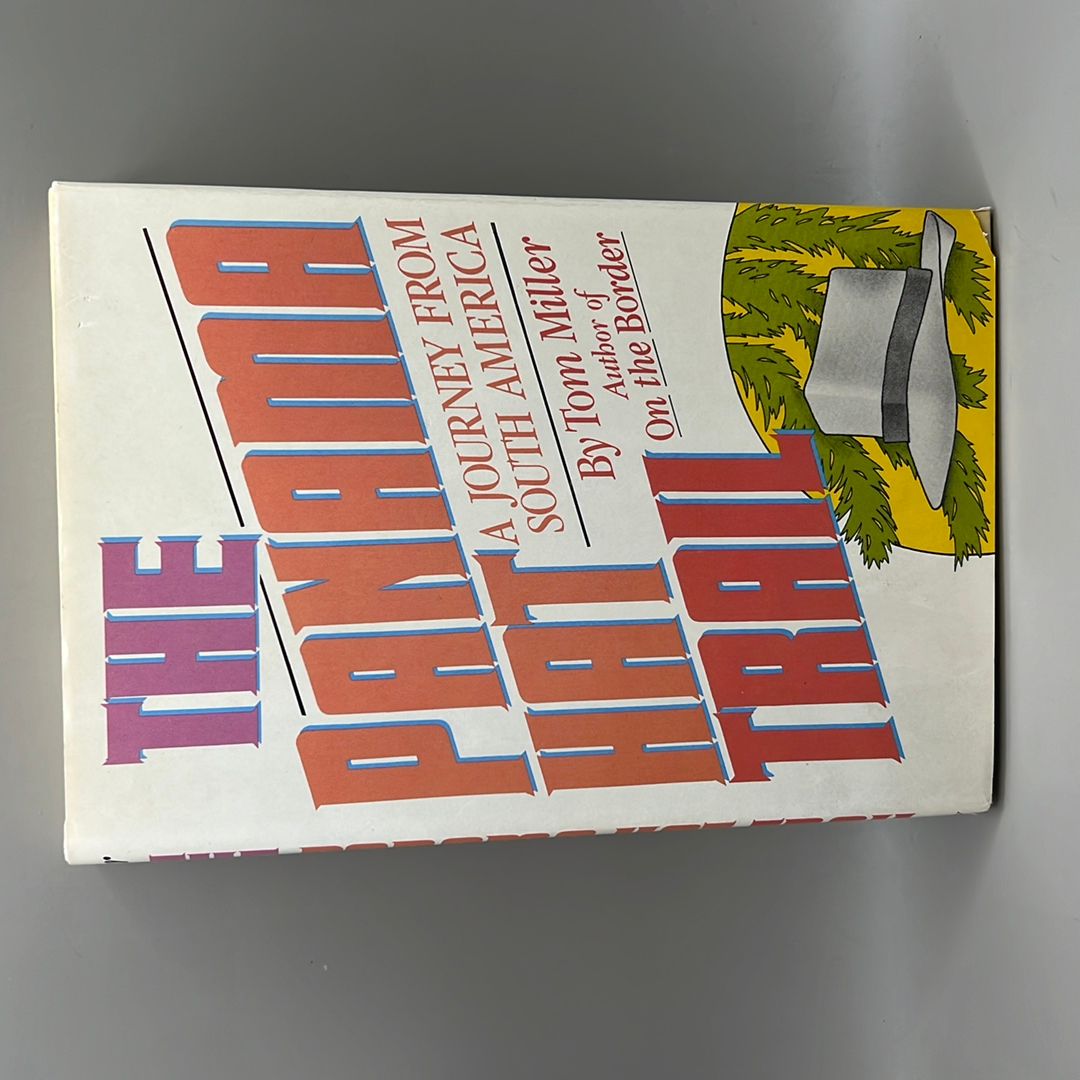 THE
PANAMA
HAT
TRAIL
A JOURNEY FROM
SOUTH AMERICA
By Tom Miller
Author of
On the Border